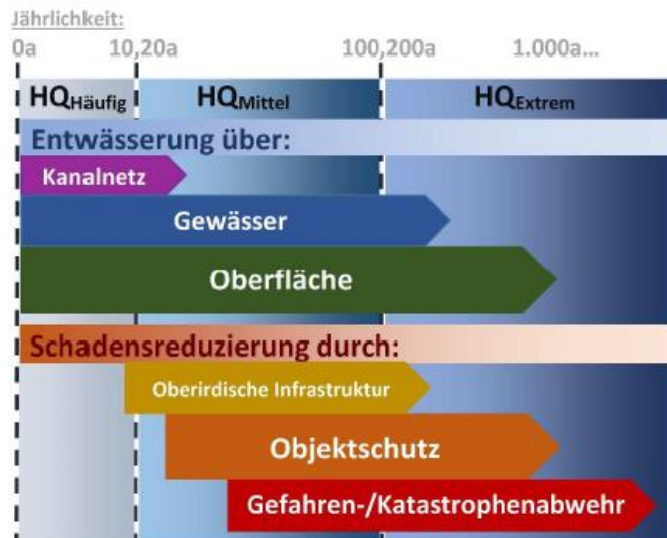 Jährlichkeit:
0a 10,20a 100,200a 1.000a...
HQHäufig HQMittel HQExtrem
Entwässerung über:
Kanalnetz
Gewässer
Oberfläche
Schadensreduzierung durch:
Oberirdische Infrastruktur
Objektschutz
Gefahren-/Katastrophenabwehr